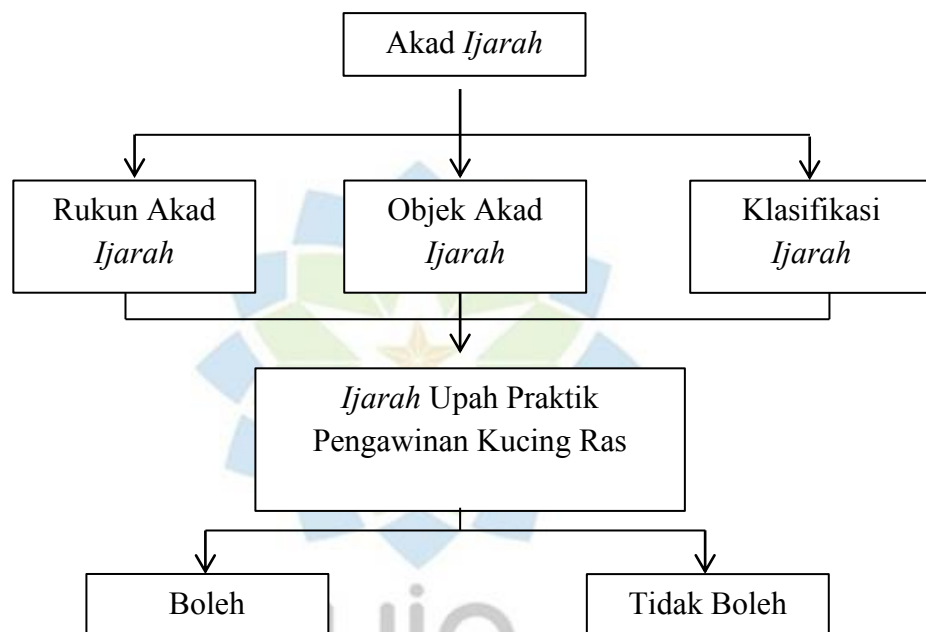 Akad Ijarah
Rukun Akad
Ijarah
Objek Akad
Ijarah
Klasifikasi
Ijarah
Ijarah Upah Praktik
Pengawinan Kucing Ras
Boleh
Tidak Boleh